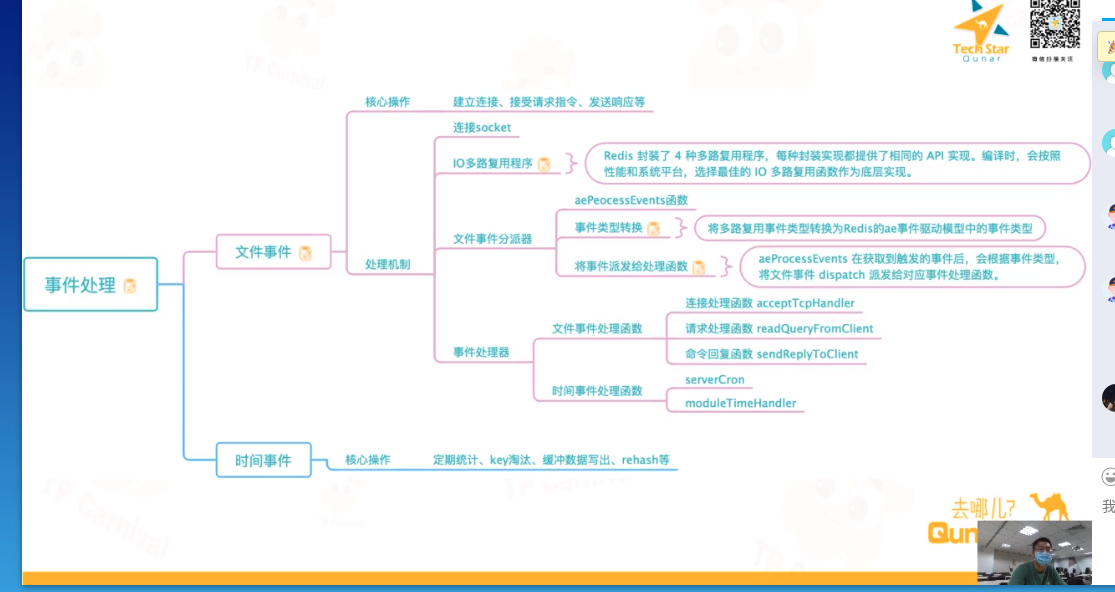 Tech Star
Qunar
微信扫描关注
核心操作
建立连接、接受请求指令、发送响应等
连接socket
IO多路复用程序
Redis 封装了 4 种多路复用程序，每种封装实现都提供了相同的 API 实现。编译时，会按照
性能和系统平台，选择最佳的 IO 多路复用函数作为底层实现。
aePeocessEvents函数
事件类型转换
将多路复用事件类型转换为Redis的ae事件驱动模型中的事件类型
文件事件分派器
文件事件
处理机制
将事件派发给处理函数
aeProcessEvents 在获取到触发的事件后，会根据事件类型，
将文件事件 dispatch 派发给对应事件处理函数。
事件处理
连接处理函数 acceptTcpHandler
文件事件处理函数
请求处理函数 readQueryFromClient
事件处理器
命令回复函数 sendReplyToClient
serverCron
时间事件处理函数
moduleTimeHandler
时间事件
核心操作
定期统计、key淘汰、缓冲数据写出、rehash等
TP Carnival
TP Carnival
去哪儿?
Qun
我